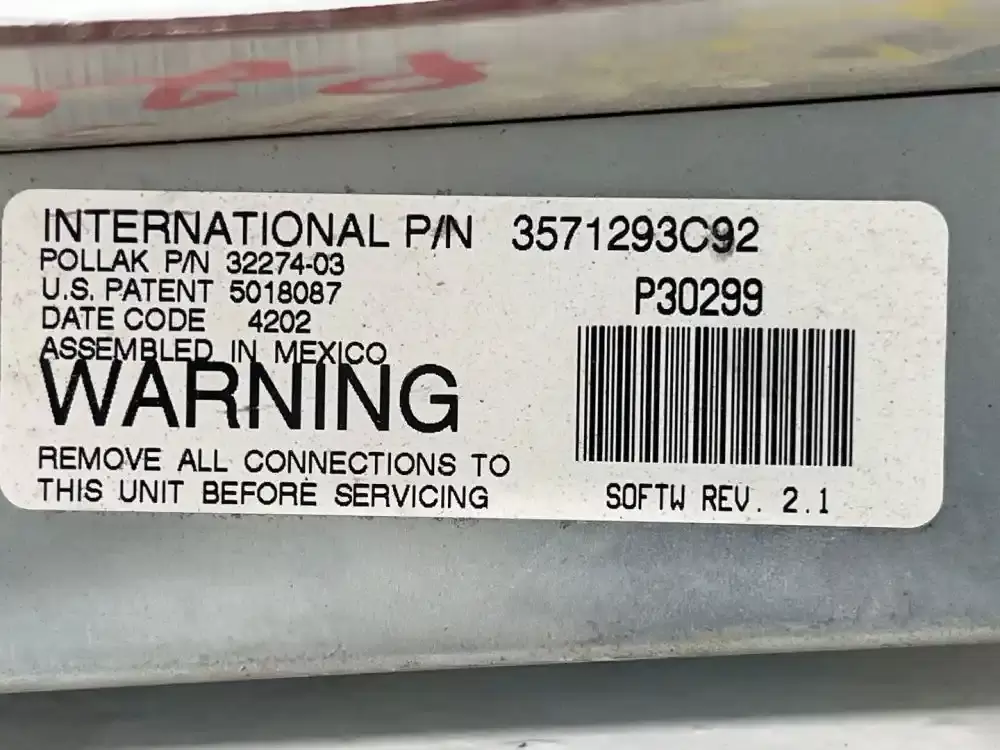 INTERNATIONAL P/N 3571293C92
POLLAK P/N 32274-03
U.S. PATENT 5018087
DATE CODE 4202
ASSEMBLED IN MEXICO
WARNING
REMOVE ALL CONNECTIONS TO
THIS UNIT BEFORE SERVICING
P30299
SOFTW REV. 2.1